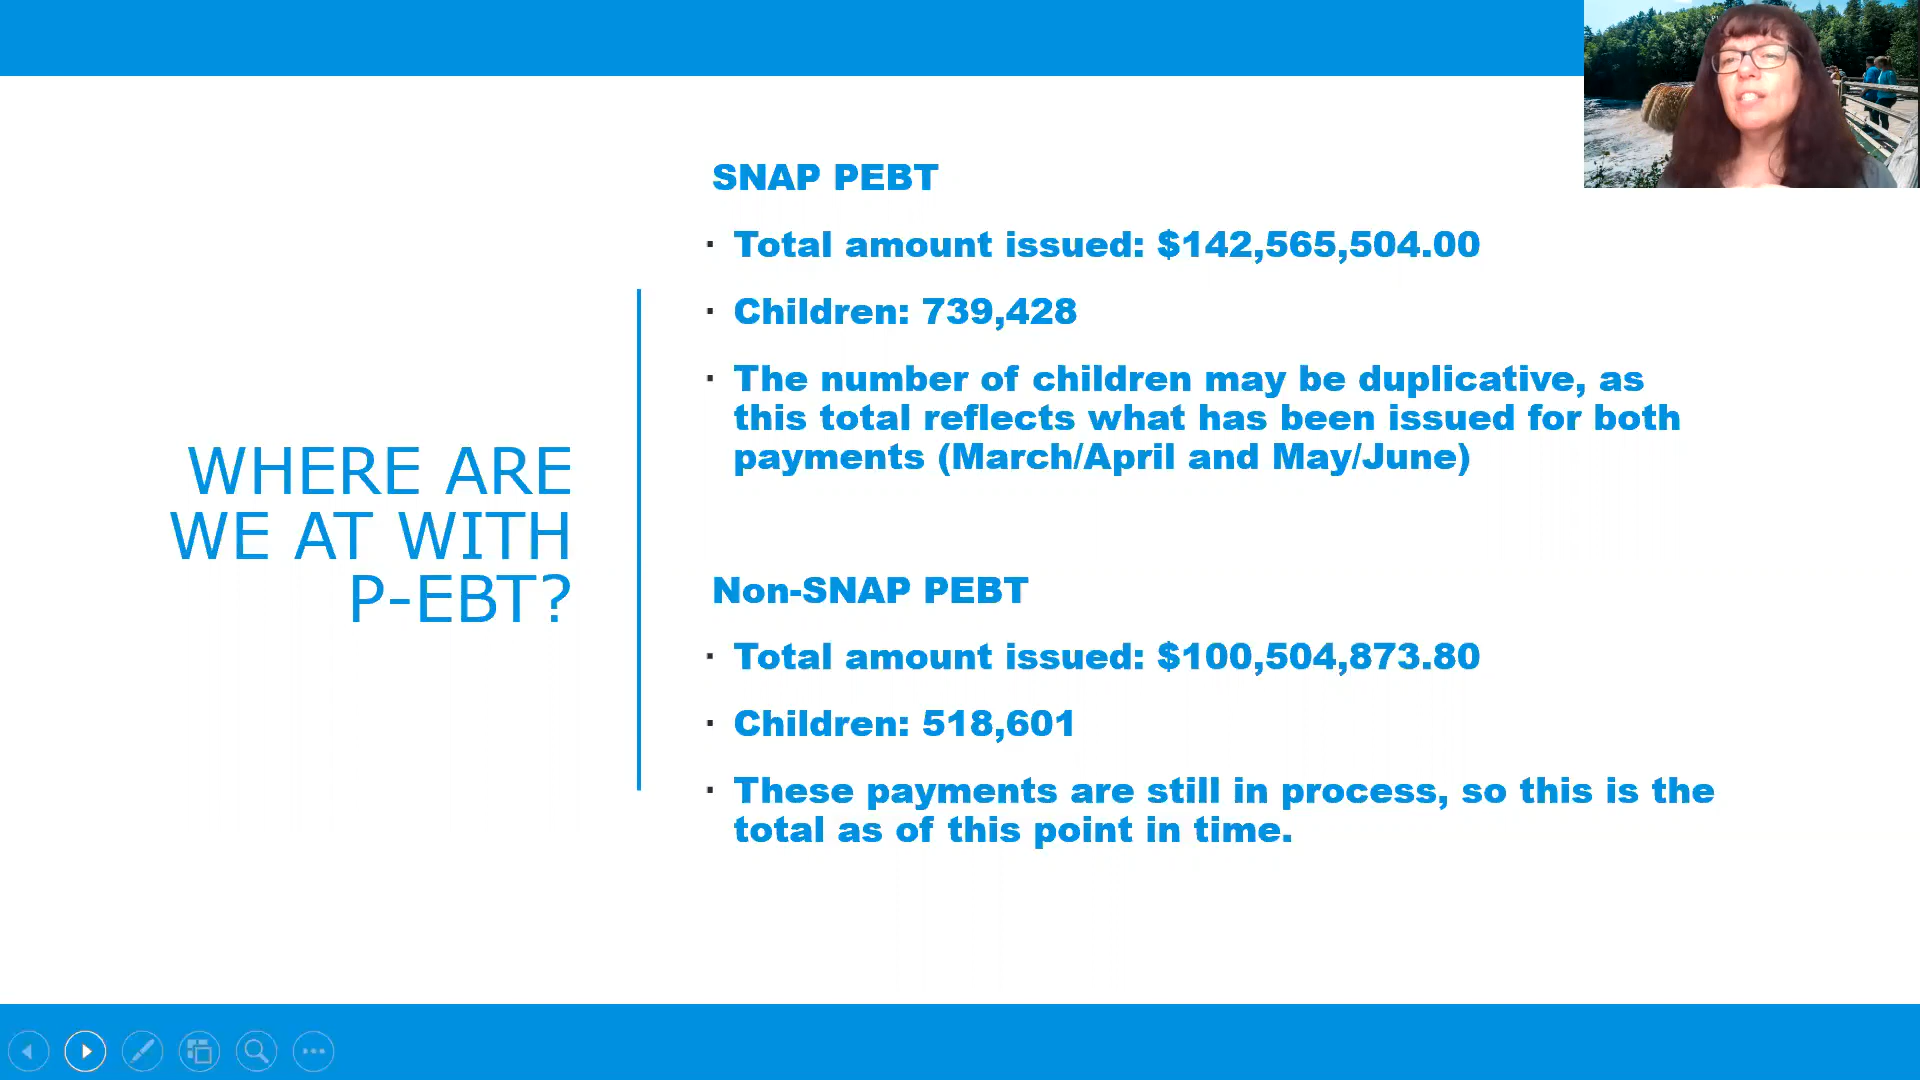 WHERE ARE
WE AT WITH
P-EBT?
SNAP PEBT
Total amount issued: $142,565,504.00
Children: 739,428
The number of children may be duplicative, as
this total reflects what has been issued for both
payments (March/April and May/June)
Non-SNAP PEBT
Total amount issued: $100,504,873.80
Children: 518,601
These payments are still in process, so this is the
total as of this point in time.